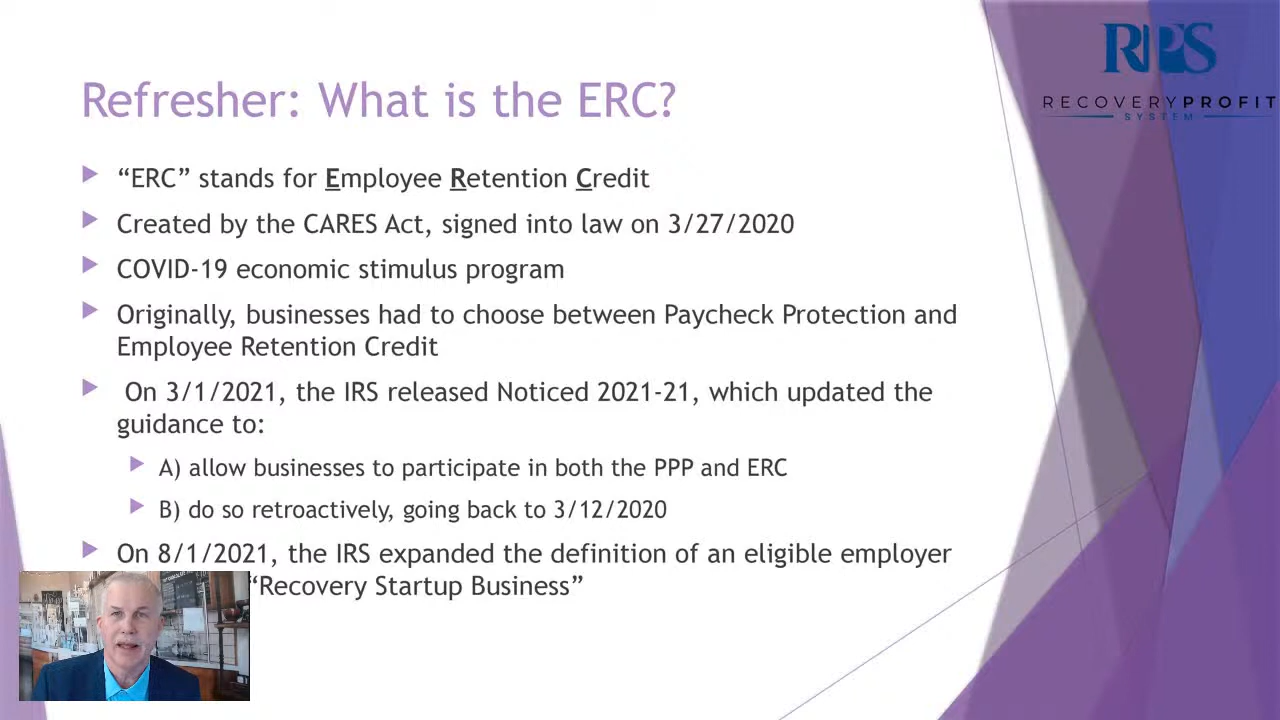 RPS
RECOVERYPROFIT
SYSTEM
Refresher: What is the ERC?
“ERC” stands for Employee Retention Credit
Created by the CARES Act, signed into law on 3/27/2020
COVID-19 economic stimulus program
Originally, businesses had to choose between Paycheck Protection and
Employee Retention Credit
On 3/1/2021, the IRS released Noticed 2021-21, which updated the
guidance to:
A) allow businesses to participate in both the PPP and ERC
B) do so retroactively, going back to 3/12/2020
On 8/1/2021, the IRS expanded the definition of an eligible employer
“Recovery Startup Business”